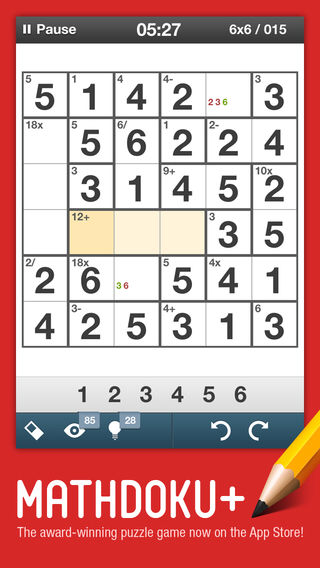 Pause 05:27 6x6 / 015
5 1 4 4- 3
5 1 4 2 2 3 6 3
18x 5 6/ 1 2-
5 6 2 2 4
3 9+ 10x
3 1 4 5 2
12+ 3
3 5
2/ 18x 5 4x
2 6 3 6 5 4 1
3- 4+ 6
4 2 5 3 1 3
1 2 3 4 5 6
85 28
MATHDOKU+
The award-winning puzzle game now on the App Store!